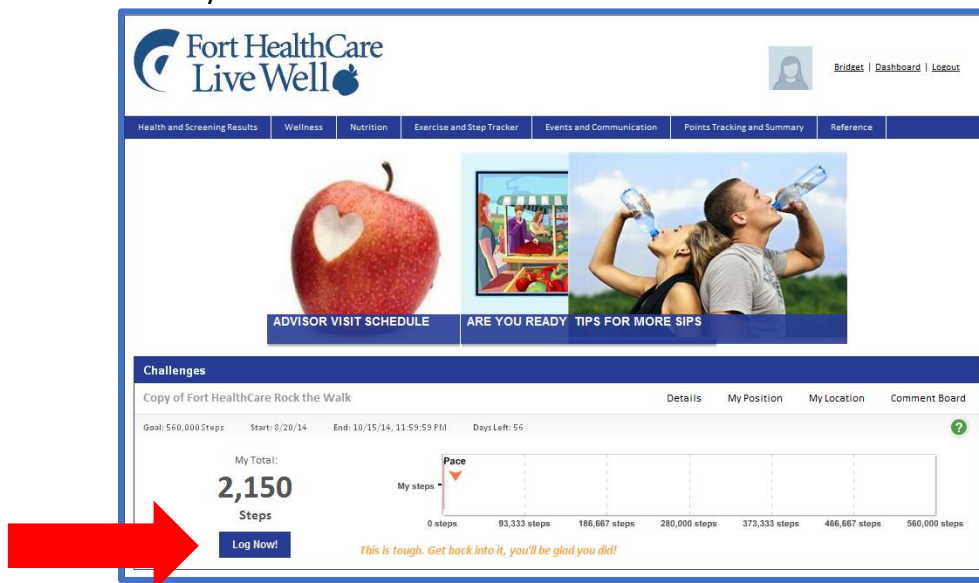 Fort HealthCare
Live Well
Bridget | Dashboard | Logout
Health and Screening Results Wellness Nutrition Exercise and Step Tracker Events and Communication Points Tracking and Summary Reference
ADVISOR VISIT SCHEDULE ARE YOU READY TIPS FOR MORE SIPS
Challenges
Copy of Fort HealthCare Rock the Walk Details My Position My Location Comment Board
Goal: 560,000 Steps Start: 8/20/14 End: 10/15/14, 11:59:59 PM Days Left: 56 ?
My Total:
2,150
Steps
Log Now!
Pace
My steps
0 steps 93,333 steps 186,667 steps 280,000 steps 373,333 steps 466,667 steps 560,000 steps
This is tough. Get back into it, you'll be glad you did!